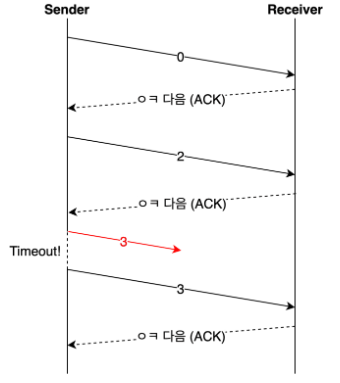 Sender Receiver
0
ㅇㅋ 다음 (ACK)
2
ㅇㅋ 다음 (ACK)
3
Timeout!
3
ㅇㅋ 다음 (ACK)